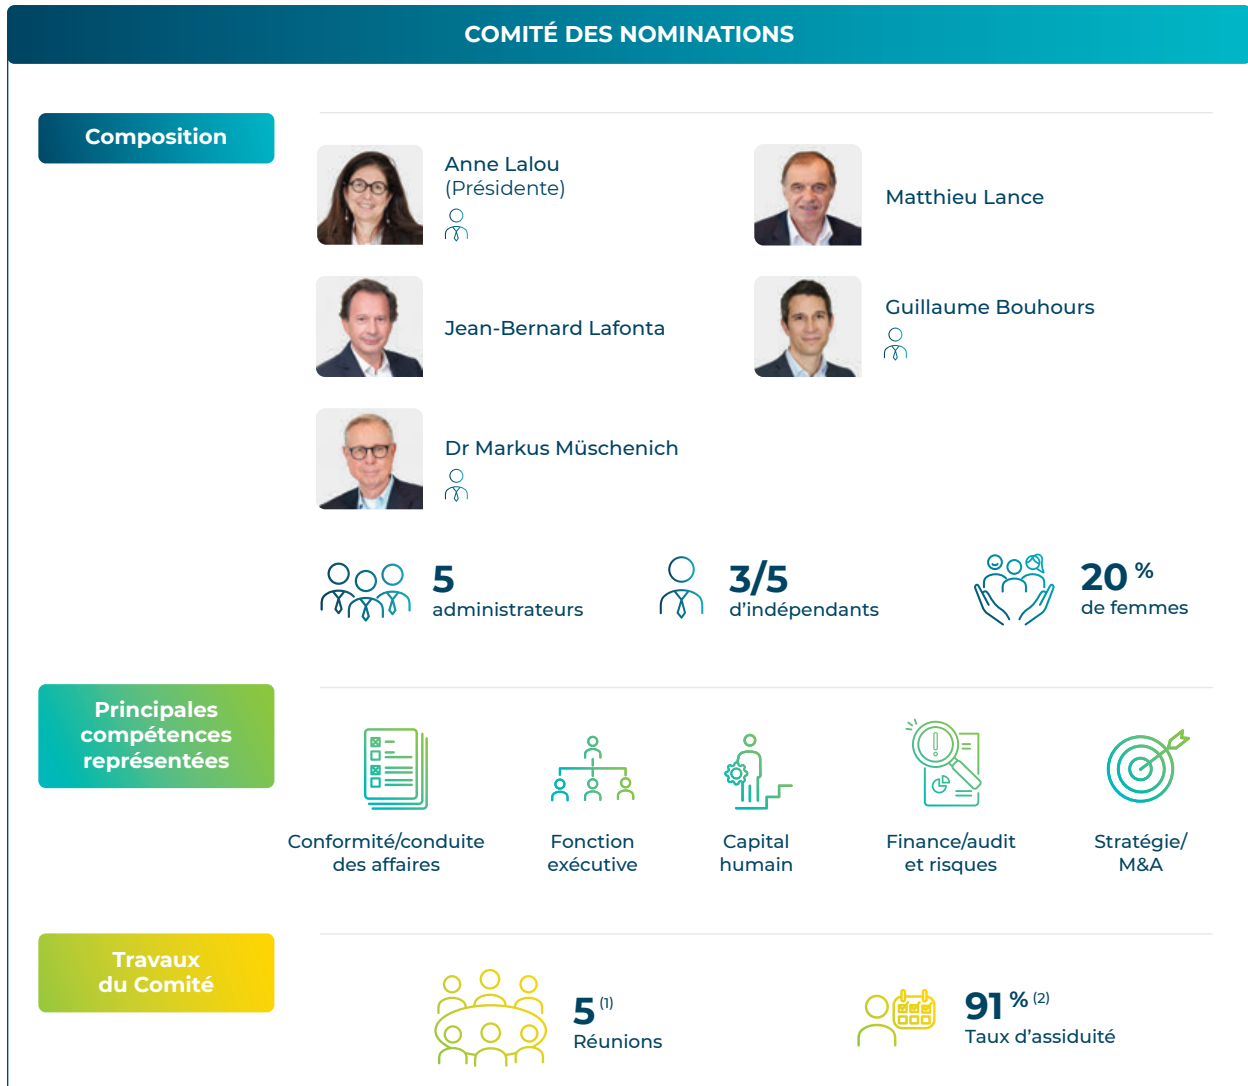 COMITÉ DES NOMINATIONS
Composition
Anne Lalou
(Présidente)
Matthieu Lance
Jean-Bernard Lafonta
Guillaume Bouhours
Dr Markus Müschenich
5
administrateurs
3/5
d'indépendants
20 %
de femmes
Principales
compétences
représentées
Conformité/conduite
des affaires
Fonction
exécutive
Capital
humain
Finance/audit
et risques
Stratégie/
M&A
Travaux
du Comité
5 (1)
Réunions
91 % (2)
Taux d'assiduité